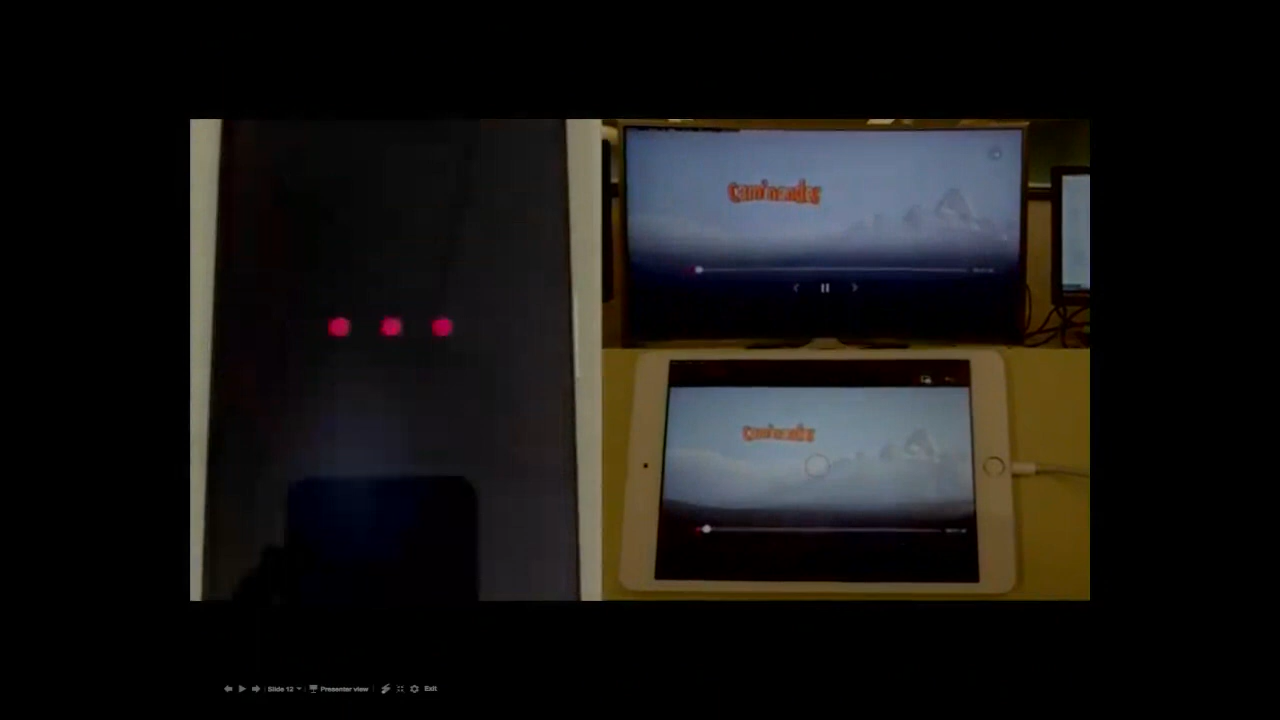 Caminandes
Caminandes
Slide 12
Presenter view
Exit